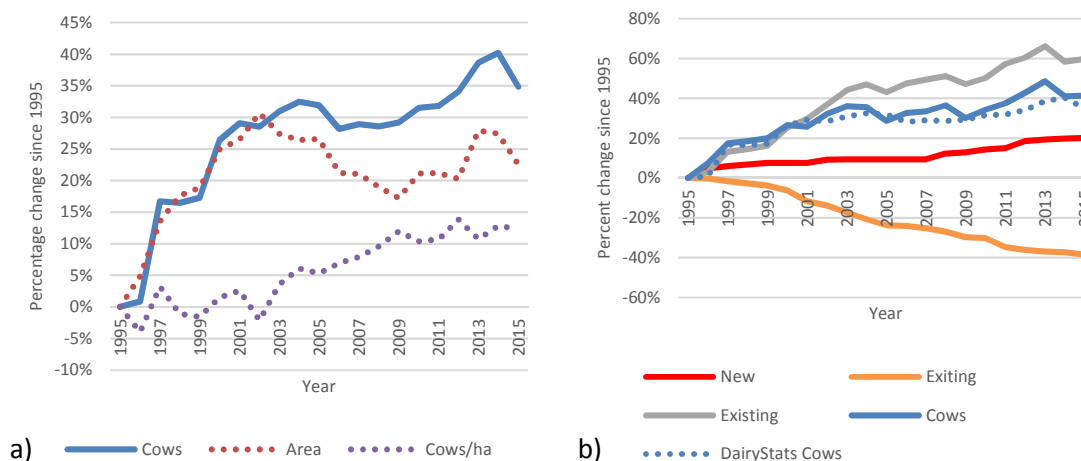 45%
40%
35%
30%
25%
20%
15%
10%
5%
0%
-5%
-10%
Percentage change since 1995
1995
1997
1999
2001
2003
2005
2007
2009
2011
2013
2015
Year
a)
Cows
Area
Cows/ha
80%
60%
40%
20%
0%
-20%
-40%
-60%
Percent change since 1995
1995
1997
1999
2001
2003
2005
2007
2009
2011
2013
Year
b)
New
Exiting
Existing
Cows
DairyStats Cows